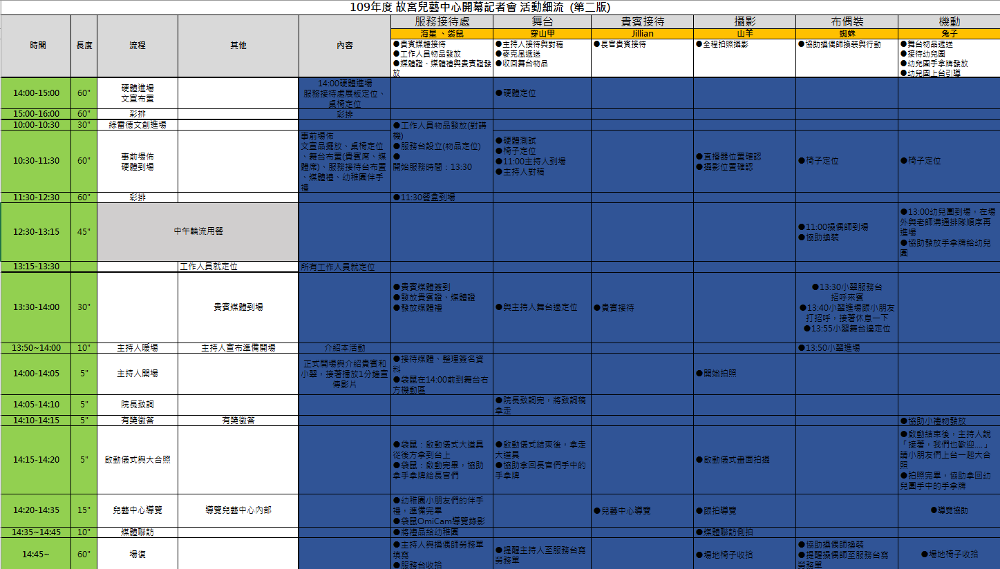 109年度 故宮兒藝中心開幕記者會 活動細流 (第二版)
時間 長度 流程 其他 內容 服務接待處 舞台 貴賓接待 攝影 布偶裝 機動
海星、袋鼠 穿山甲 Jillian 山羊 蜘蛛 兔子
●貴賓媒體接待
●工作人員物品發放
●媒體證、媒體禮與貴賓證發
放
●主持人接待與對稿
●麥克風遞送
●收回舞台物品
●長官貴賓接待
●全程拍照攝影
●協助操偶師換裝與行動
●舞台物品遞送
●接待幼兒園
●幼兒園手拿牌發放
●幼兒園上台引導
14:00-15:00 60"
硬體進場
文宣布置
14:00硬體進場
服務接待處展板定位、
桌椅定位
●硬體定位
15:00-16:00 60" 彩排 彩排
10:00-10:30 30" 綠雷德文創進場
●工作人員物品發放(對講
機)
●服務台設立(物品定位)
●
開始服務時間：13:30
10:30-11:30 60"
事前場佈
硬體到場
事前場佈
文宣品擺放、桌椅定位
、舞台布置(貴賓席、媒
體席)、服務接待台布置
、媒體禮、幼稚園伴手
禮
●硬體測試
●椅子定位
●11:00主持人到場
●主持人對稿
●直播器位置確認
●攝影位置確認
●椅子定位
●椅子定位
11:30-12:30 60" 彩排 ●11:30餐盒到場
12:30-13:15 45" 中午輪流用餐
●11:00操偶師到場
●協助換裝
●13:00幼兒園到場，在場
外與老師溝通排隊順序再
進場
●協助發放手拿牌給幼兒
園
13:15-13:30 工作人員就定位 所有工作人員就定位
13:30-14:00 30" 貴賓媒體到場
●貴賓媒體簽到
●發放貴賓證、媒體證
●發放媒體禮
●與主持人舞台邊定位
●貴賓接待
●13:30小翠服務台
招呼來賓
●13:40小翠進場跟小朋友
打招呼，接著休息一下
●13:55小翠舞台邊定位
13:50~14:00 10" 主持人暖場 主持人宣布準備開場 介紹本活動 ●13:50小翠進場
14:00-14:05 5" 主持人開場
正式開場與介紹貴賓和
小翠，接著播放1分鐘宣
傳影片
●接待媒體、整理簽名資
料
●袋鼠在14:00前到舞台右
方機動區
●開始拍照
14:05-14:10 5" 院長致詞
●院長致詞完，將致詞稿
拿走
14:10-14:15 5" 有獎徵答 有獎徵答 ●協助小禮物發放
14:15-14:20 5" 啟動儀式與大合照
●袋鼠：啟動儀式大道具
從後方拿到台上
●袋鼠：啟動完畢，協助
拿手拿牌給長官們
●啟動儀式結束後，拿走
大道具
●協助拿回長官們手中的
手拿牌
●啟動儀式畫面拍攝
●啟動結束後，主持人說
「接著，我們也歡迎....」
請小朋友們上台一起大合
照
●拍照完畢，協助拿回幼
兒園手中的手拿牌
14:20-14:35 15" 兒藝中心導覽 導覽兒藝中心內部
●幼稚園小朋友們的伴手
禮，準備完畢
●袋鼠OmiCam導覽錄影
●兒藝中心導覽
●跟拍導覽
●導覽協助
14:35~14:45 10" 媒體聯訪 ●將禮品給幼稚園 ●媒體聯訪側拍
14:45~ 60" 場復
●主持人與操偶師勞務單
填寫
●服務台收拾
●提醒主持人至服務台寫
勞務單
●場地椅子收拾
●協助操偶師換裝
●提醒操偶師至服務台寫
勞務單
●場地椅子收拾